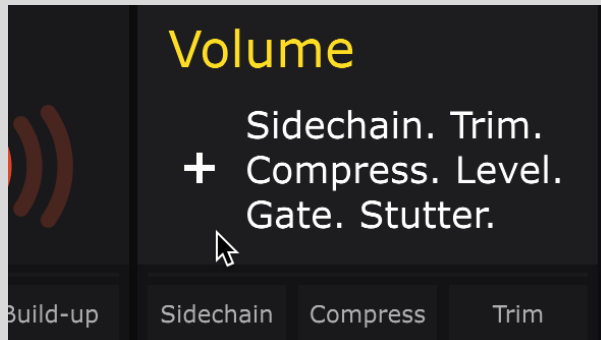 Volume
+ Sidechain. Trim.
Compress. Level.
Gate. Stutter.
Build-up
Sidechain
Compress
Trim